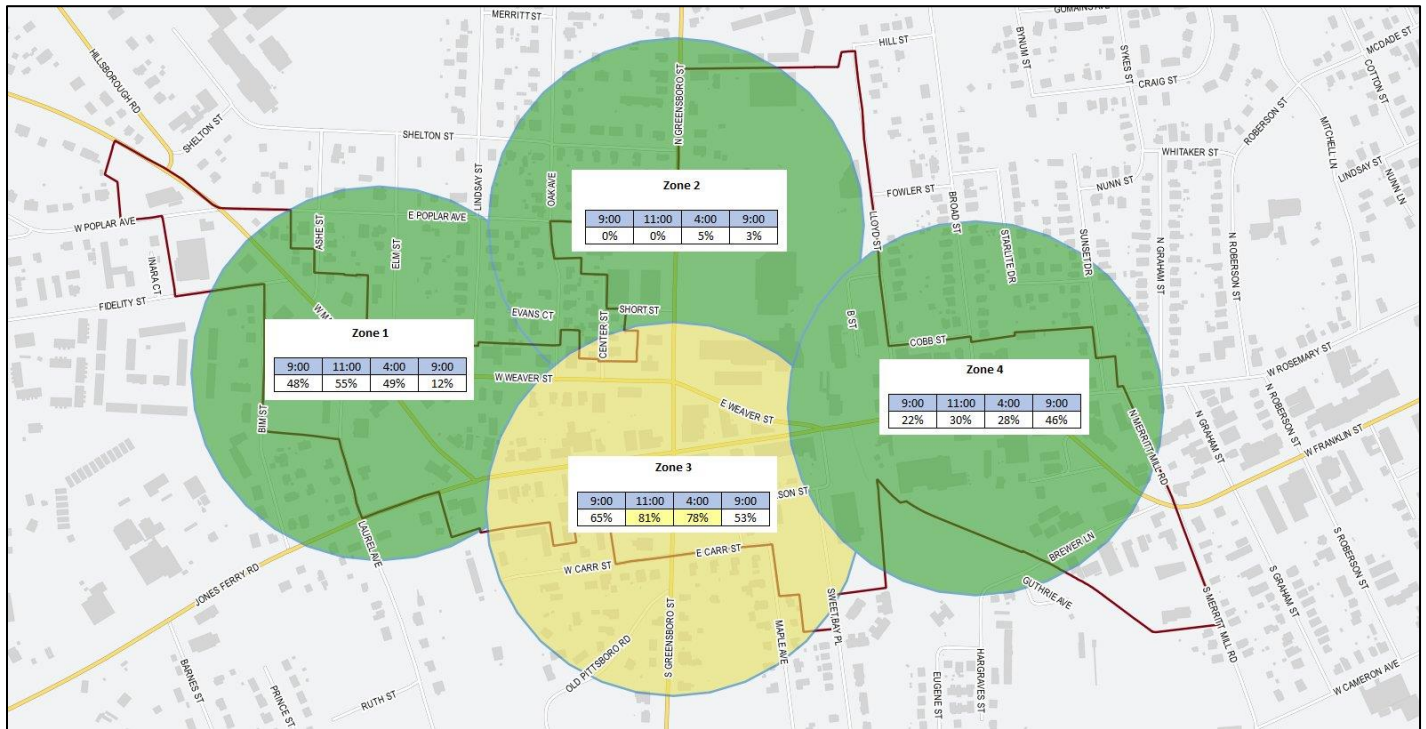 MERRITT ST
GOMAINS AVE
HILLSBOROUGH RD
N GREENSBORO ST
HILL ST
BYNUM ST
SYKES ST
MCDADE ST
COTTON ST
CRAIG ST
SHELTON ST
SHELTON ST
ROBERSON ST
MITCHELL LN
WHITAKER ST
LINDSAY ST
LINDSAY ST
NUNN LN
OAK AVE
Zone 2
9:00 11:00 4:00 9:00
0% 0% 5% 3%
FOWLER ST
NUNN ST
BROAD ST
W POPLAR AVE
E POPLAR AVE
ASHE ST
ELM ST
LLOYD ST
STARLITE DR
SUNSET DR
N GRAHAM ST
N ROBERSON ST
INARA CT
FIDELITY ST
EVANS CT
SHORT ST
CENTER ST
B ST
COBB ST
W MA
Zone 1
9:00 11:00 4:00 9:00
48% 55% 49% 12%
W WEAVER ST
E WEAVER ST
Zone 4
9:00 11:00 4:00 9:00
22% 30% 28% 46%
W ROSEMARY ST
N ROBERSON ST
N GRAHAM ST
N MERRITT MILL RD
W FRANKLIN ST
BIM ST
Zone 3
9:00 11:00 4:00 9:00
65% 81% 78% 53%
SON ST
LAUREL AVE
JONES FERRY RD
W CARR ST
E CARR ST
BREWER LN
GUTHRIE AVE
S ROBERSON ST
S GRAHAM ST
S MERRITT MILL RD
SWEET BAY PL
MAPLE AVE
S GREENSBORO ST
OLD PITTSBORO RD
BARNES ST
PRINCE ST
RUTH ST
EUGENE ST
HARGRAVES ST
W CAMERON AVE